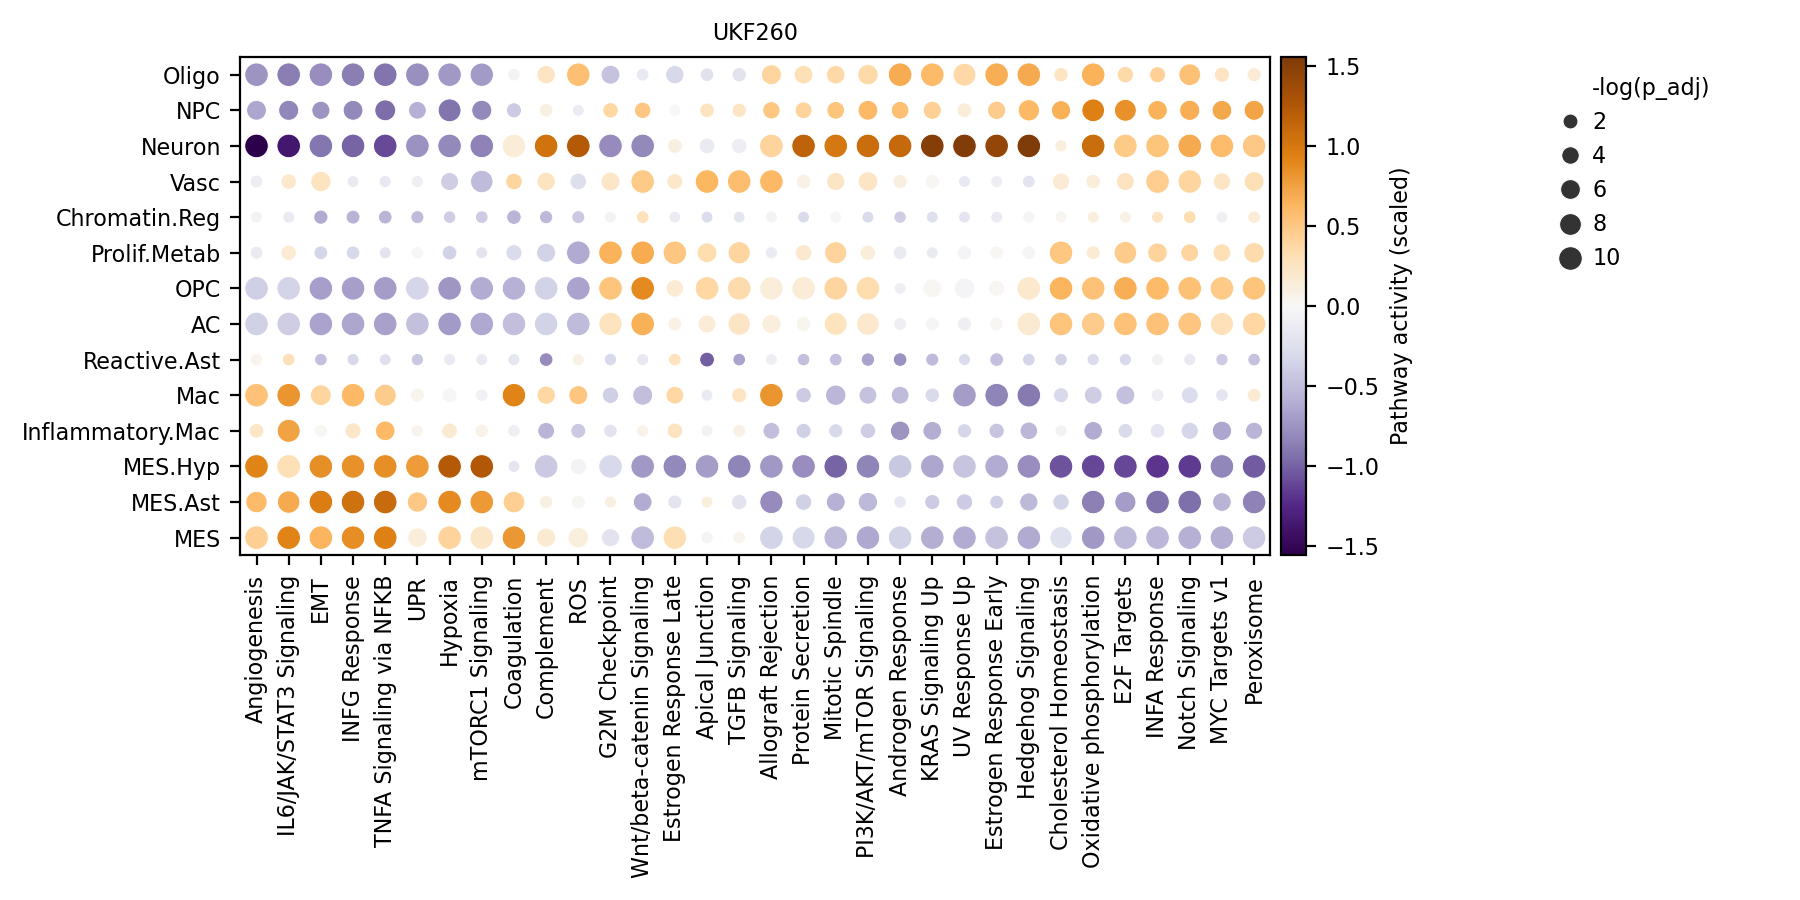 UKF260
Oligo
NPC
Neuron
Vasc
Chromatin.Reg
Prolif.Metab
OPC
AC
Reactive.Ast
Mac
Inflammatory.Mac
MES.Hyp
MES.Ast
MES
Angiogenesis
IL6/JAK/STAT3 Signaling
EMT
INFG Response
TNFA Signaling via NFKB
UPR
Hypoxia
mTORC1 Signaling
Coagulation
Complement
ROS
G2M Checkpoint
Wnt/beta-catenin Signaling
Estrogen Response Late
Apical Junction
TGFB Signaling
Allograft Rejection
Protein Secretion
Mitotic Spindle
PI3K/AKT/mTOR Signaling
Androgen Response
KRAS Signaling Up
UV Response Up
Estrogen Response Early
Hedgehog Signaling
Cholesterol Homeostasis
Oxidative phosphorylation
E2F Targets
INFA Response
Notch Signaling
MYC Targets v1
Peroxisome
1.5
1.0
0.5
0.0
−0.5
−1.0
−1.5
Pathway activity (scaled)
-log(p_adj)
2
4
6
8
10